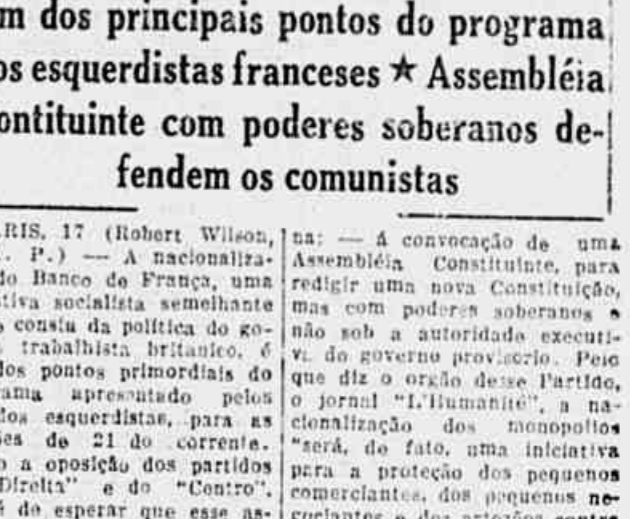 m dos principais pontos do programa
os esquerdistas franceses ★ Assembléia
ontituinte com poderes soberanos de-
fendem os comunistas
RIS, 17 (Robert Wilson,
. P.) — A nacionaliza-
do Banco de França, uma
tiva socialista semelhante
consta da política do go-
trabalhista britanico, é
dos pontos primordiais do
ama apresentado pelos
dos esquerdistas, para as
es de 21 do corrente.
o a oposição dos partidos
Direita" e do "Centro",
é de esperar que esse as-
na: — A convocação de uma
Assembléia Constituinte, para
redigir uma nova Constituição,
mas com poderes soberanos e
não sob a autoridade executi-
va do governo provisorio. Pelo
que diz o orgão desse Partido,
o jornal "L'Humanité", a na-
cionalização dos monopolios
"será, de fato, uma iniciativa
para a proteção dos pequenos
comerciantes, dos pequenos ne-
gociantes e dos artezões contra